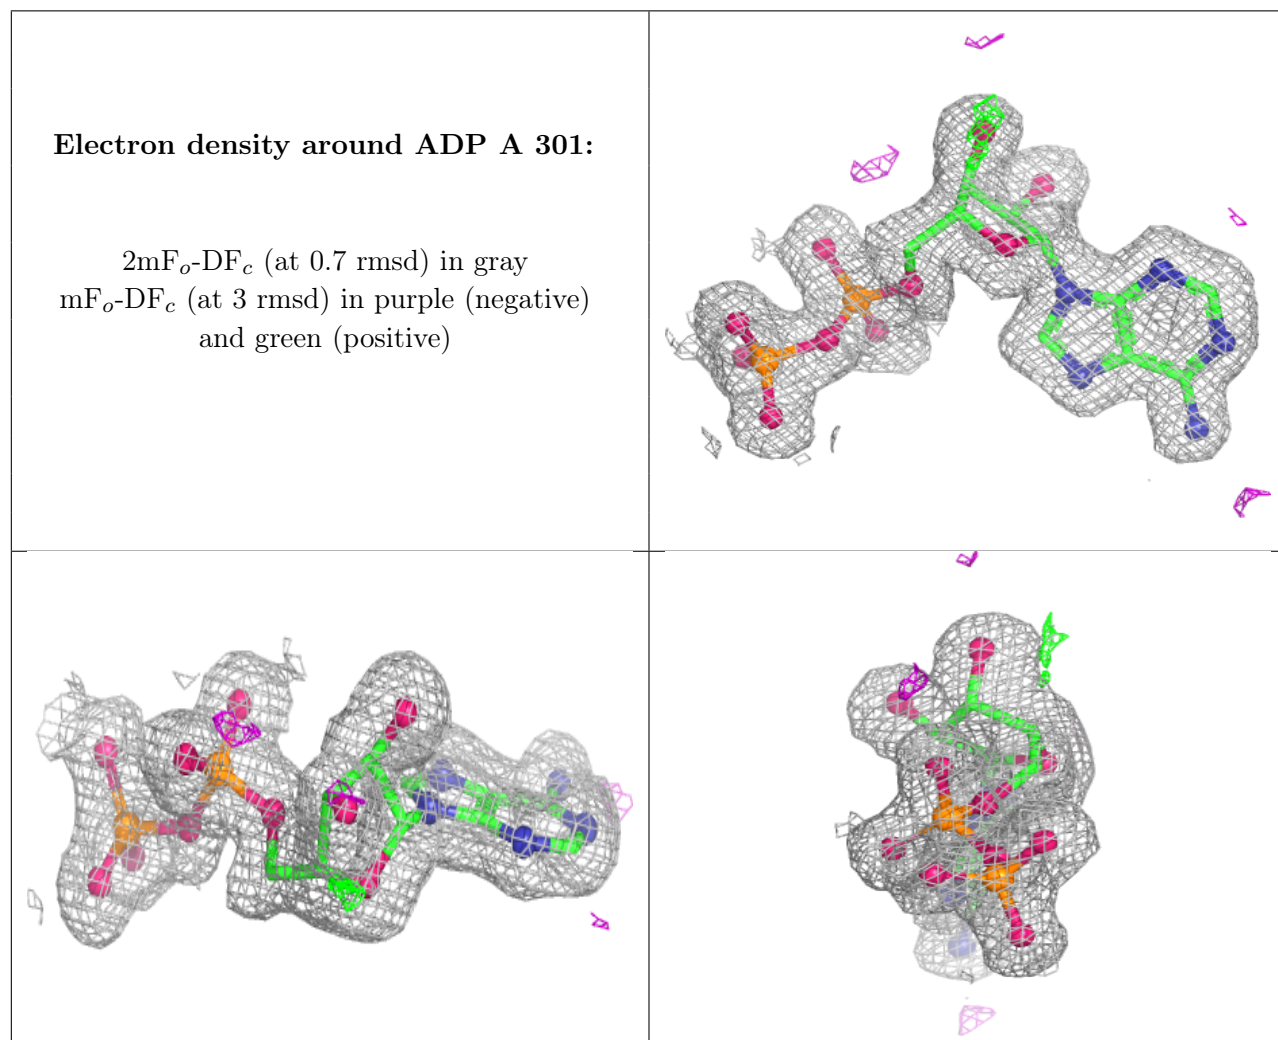 Electron density around ADP A 301:
2mFo-DFc (at 0.7 rmsd) in gray
mFo-DFc (at 3 rmsd) in purple (negative)
and green (positive)